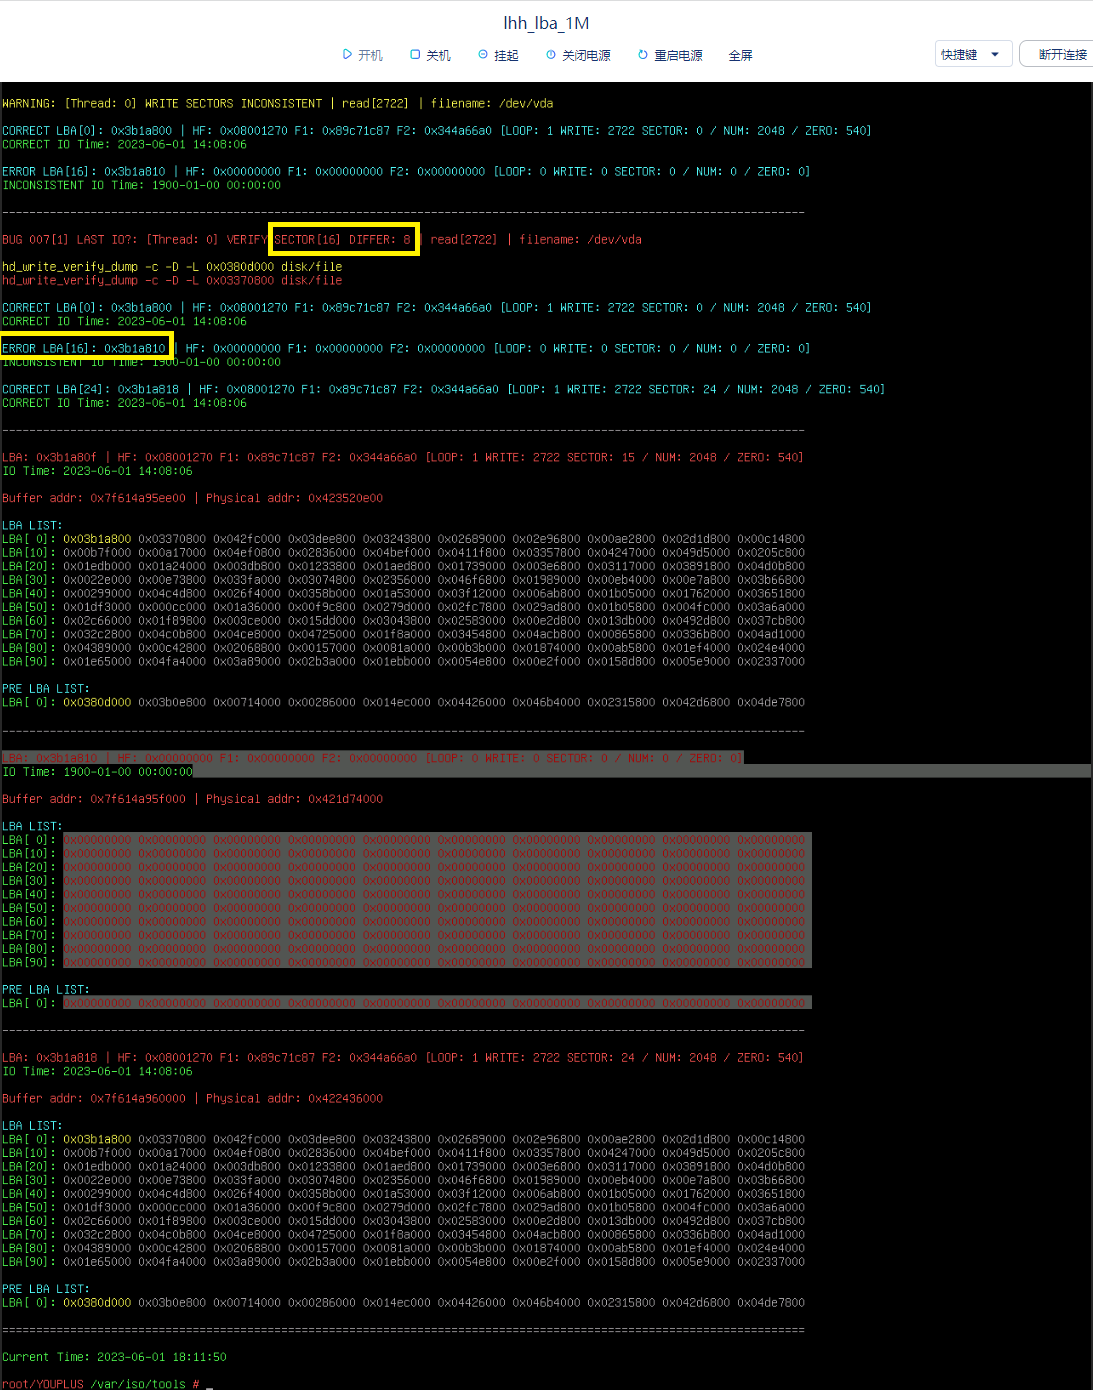 lhh_lba_1M
开机 关机 挂起 关闭电源 重启电源 全屏 快捷键 断开连接
WARNING: [Thread: 0] WRITE SECTORS INCONSISTENT | read[2722] | filename: /dev/vda
CORRECT LBA[0]: 0x3b1a800 | HF: 0x08001270 F1: 0x89c71c87 F2: 0x344a66a0 [LOOP: 1 WRITE: 2722 SECTOR: 0 / NUM: 2048 / ZERO: 540]
CORRECT IO Time: 2023-06-01 14:08:06
ERROR LBA[16]: 0x3b1a810 | HF: 0x00000000 F1: 0x00000000 F2: 0x00000000 [LOOP: 0 WRITE: 0 SECTOR: 0 / NUM: 0 / ZERO: 0]
INCONSISTENT IO Time: 1900-01-00 00:00:00
----------------------------------------------------------------------------------------------------------------------
BUG 007[1] LAST IO?: [Thread: 0] VERIFY SECTOR[16] DIFFER: 8 | read[2722] | filename: /dev/vda
hd_write_verify_dump -c -D -L 0x0380d000 disk/file
hd_write_verify_dump -c -D -L 0x03370800 disk/file
CORRECT LBA[0]: 0x3b1a800 | HF: 0x08001270 F1: 0x89c71c87 F2: 0x344a66a0 [LOOP: 1 WRITE: 2722 SECTOR: 0 / NUM: 2048 / ZERO: 540]
CORRECT IO Time: 2023-06-01 14:08:06
ERROR LBA[16]: 0x3b1a810 | HF: 0x00000000 F1: 0x00000000 F2: 0x00000000 [LOOP: 0 WRITE: 0 SECTOR: 0 / NUM: 0 / ZERO: 0]
INCONSISTENT IO Time: 1900-01-00 00:00:00
CORRECT LBA[24]: 0x3b1a818 | HF: 0x08001270 F1: 0x89c71c87 F2: 0x344a66a0 [LOOP: 1 WRITE: 2722 SECTOR: 24 / NUM: 2048 / ZERO: 540]
CORRECT IO Time: 2023-06-01 14:08:06
----------------------------------------------------------------------------------------------------------------------
LBA: 0x3b1a80f | HF: 0x08001270 F1: 0x89c71c87 F2: 0x344a66a0 [LOOP: 1 WRITE: 2722 SECTOR: 15 / NUM: 2048 / ZERO: 540]
IO Time: 2023-06-01 14:08:06
Buffer addr: 0x7f614a95ee00 | Physical addr: 0x423520e00
LBA LIST:
LBA[ 0]: 0x03b1a800 0x03370800 0x042fc000 0x03dee800 0x03243800 0x02689000 0x02e96800 0x00ae2800 0x02d1d800 0x00c14800
LBA[10]: 0x00b7f000 0x00a17000 0x04ef0800 0x02836000 0x04bef000 0x0411f800 0x03357800 0x04247000 0x049d5000 0x0205c800
LBA[20]: 0x01edb000 0x01a24000 0x003db800 0x01233800 0x01aed800 0x01739000 0x003e6800 0x03117000 0x03891800 0x04d0b800
LBA[30]: 0x0022e000 0x00e73800 0x033fa000 0x03074800 0x02356000 0x046f6800 0x01989000 0x00eb4000 0x00e7a800 0x03b66800
LBA[40]: 0x00299000 0x04c4d800 0x026f4000 0x0358b000 0x01a53000 0x03f12000 0x006ab800 0x01b05000 0x01762000 0x03651800
LBA[50]: 0x01df3000 0x000cc000 0x01a36000 0x00f9c800 0x0279d000 0x02fc7800 0x029ad800 0x01b05800 0x004fc000 0x03a6a000
LBA[60]: 0x02c66000 0x01f89800 0x003ce000 0x015dd000 0x03043800 0x02583000 0x00e2d800 0x013db000 0x0492d800 0x037cb800
LBA[70]: 0x032c2800 0x04c0b800 0x04ce8000 0x04725000 0x01f8a000 0x03454800 0x04acb800 0x00865800 0x0336b800 0x04ad1000
LBA[80]: 0x04389000 0x00c42800 0x02068800 0x00157000 0x0081a000 0x00b3b000 0x01874000 0x00ab5800 0x01ef4000 0x024e4000
LBA[90]: 0x01e65000 0x04fa4000 0x03a89000 0x02b3a000 0x01ebb000 0x0054e800 0x00e2f000 0x0158d800 0x005e9000 0x02337000
PRE LBA LIST:
LBA[ 0]: 0x0380d000 0x03b0e800 0x00714000 0x00286000 0x014ec000 0x04426000 0x046b4000 0x02315800 0x042d6800 0x04de7800
----------------------------------------------------------------------------------------------------------------------
LBA: 0x3b1a810 | HF: 0x00000000 F1: 0x00000000 F2: 0x00000000 [LOOP: 0 WRITE: 0 SECTOR: 0 / NUM: 0 / ZERO: 0]
IO Time: 1900-01-00 00:00:00
Buffer addr: 0x7f614a95f000 | Physical addr: 0x421d74000
LBA LIST:
LBA[ 0]: 0x00000000 0x00000000 0x00000000 0x00000000 0x00000000 0x00000000 0x00000000 0x00000000 0x00000000 0x00000000
LBA[10]: 0x00000000 0x00000000 0x00000000 0x00000000 0x00000000 0x00000000 0x00000000 0x00000000 0x00000000 0x00000000
LBA[20]: 0x00000000 0x00000000 0x00000000 0x00000000 0x00000000 0x00000000 0x00000000 0x00000000 0x00000000 0x00000000
LBA[30]: 0x00000000 0x00000000 0x00000000 0x00000000 0x00000000 0x00000000 0x00000000 0x00000000 0x00000000 0x00000000
LBA[40]: 0x00000000 0x00000000 0x00000000 0x00000000 0x00000000 0x00000000 0x00000000 0x00000000 0x00000000 0x00000000
LBA[50]: 0x00000000 0x00000000 0x00000000 0x00000000 0x00000000 0x00000000 0x00000000 0x00000000 0x00000000 0x00000000
LBA[60]: 0x00000000 0x00000000 0x00000000 0x00000000 0x00000000 0x00000000 0x00000000 0x00000000 0x00000000 0x00000000
LBA[70]: 0x00000000 0x00000000 0x00000000 0x00000000 0x00000000 0x00000000 0x00000000 0x00000000 0x00000000 0x00000000
LBA[80]: 0x00000000 0x00000000 0x00000000 0x00000000 0x00000000 0x00000000 0x00000000 0x00000000 0x00000000 0x00000000
LBA[90]: 0x00000000 0x00000000 0x00000000 0x00000000 0x00000000 0x00000000 0x00000000 0x00000000 0x00000000 0x00000000
PRE LBA LIST:
LBA[ 0]: 0x00000000 0x00000000 0x00000000 0x00000000 0x00000000 0x00000000 0x00000000 0x00000000 0x00000000 0x00000000
----------------------------------------------------------------------------------------------------------------------
LBA: 0x3b1a818 | HF: 0x08001270 F1: 0x89c71c87 F2: 0x344a66a0 [LOOP: 1 WRITE: 2722 SECTOR: 24 / NUM: 2048 / ZERO: 540]
IO Time: 2023-06-01 14:08:06
Buffer addr: 0x7f614a960000 | Physical addr: 0x422436000
LBA LIST:
LBA[ 0]: 0x03b1a800 0x03370800 0x042fc000 0x03dee800 0x03243800 0x02689000 0x02e96800 0x00ae2800 0x02d1d800 0x00c14800
LBA[10]: 0x00b7f000 0x00a17000 0x04ef0800 0x02836000 0x04bef000 0x0411f800 0x03357800 0x04247000 0x049d5000 0x0205c800
LBA[20]: 0x01edb000 0x01a24000 0x003db800 0x01233800 0x01aed800 0x01739000 0x003e6800 0x03117000 0x03891800 0x04d0b800
LBA[30]: 0x0022e000 0x00e73800 0x033fa000 0x03074800 0x02356000 0x046f6800 0x01989000 0x00eb4000 0x00e7a800 0x03b66800
LBA[40]: 0x00299000 0x04c4d800 0x026f4000 0x0358b000 0x01a53000 0x03f12000 0x006ab800 0x01b05000 0x01762000 0x03651800
LBA[50]: 0x01df3000 0x000cc000 0x01a36000 0x00f9c800 0x0279d000 0x02fc7800 0x029ad800 0x01b05800 0x004fc000 0x03a6a000
LBA[60]: 0x02c66000 0x01f89800 0x003ce000 0x015dd000 0x03043800 0x02583000 0x00e2d800 0x013db000 0x0492d800 0x037cb800
LBA[70]: 0x032c2800 0x04c0b800 0x04ce8000 0x04725000 0x01f8a000 0x03454800 0x04acb800 0x00865800 0x0336b800 0x04ad1000
LBA[80]: 0x04389000 0x00c42800 0x02068800 0x00157000 0x0081a000 0x00b3b000 0x01874000 0x00ab5800 0x01ef4000 0x024e4000
LBA[90]: 0x01e65000 0x04fa4000 0x03a89000 0x02b3a000 0x01ebb000 0x0054e800 0x00e2f000 0x0158d800 0x005e9000 0x02337000
PRE LBA LIST:
LBA[ 0]: 0x0380d000 0x03b0e800 0x00714000 0x00286000 0x014ec000 0x04426000 0x046b4000 0x02315800 0x042d6800 0x04de7800
======================================================================================================================
Current Time: 2023-06-01 18:11:50
root/YOUPLUS /var/iso/tools # _